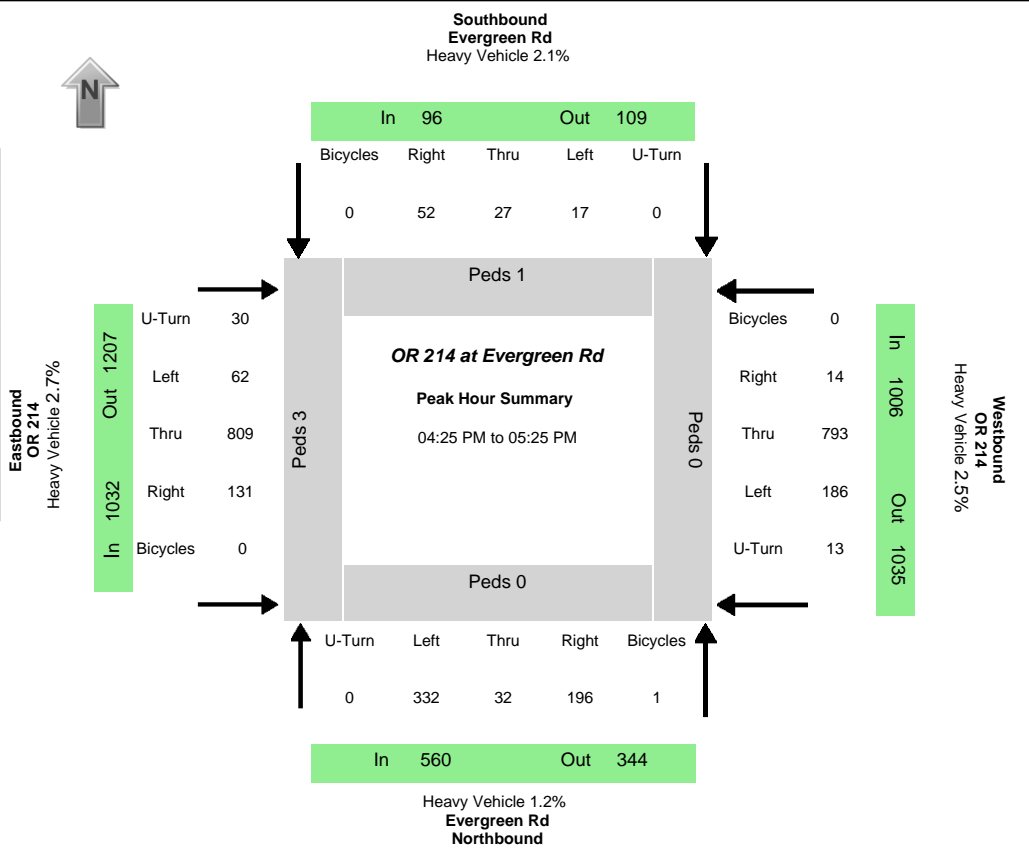 Southbound
Evergreen Rd
Heavy Vehicle 2.1%
N
In 96 Out 109
Bicycles Right Thru Left U-Turn
0 52 27 17 0
Peds 1
Eastbound
OR 214
Heavy Vehicle 2.7%
In 1032 Out 1207
U-Turn 30
Left 62
Thru 809
Right 131
Bicycles 0
Peds 3
OR 214 at Evergreen Rd
Peak Hour Summary
04:25 PM to 05:25 PM
Peds 0
Bicycles 0
Right 14
Thru 793
Left 186
U-Turn 13
In 1006 Out 1035
Westbound
OR 214
Heavy Vehicle 2.5%
Peds 0
U-Turn Left Thru Right Bicycles
0 332 32 196 1
In 560 Out 344
Heavy Vehicle 1.2%
Evergreen Rd
Northbound